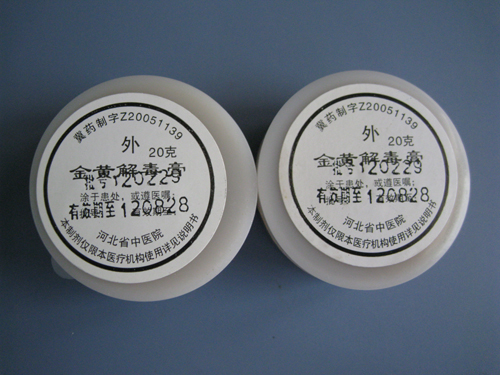 冀药制字Z20051139
外
20克
金黄解毒膏
批号120229
涂于患处，或遵医嘱。
有效期至120828
河北省中医院
本制剂仅限本医疗机构使用详见说明书
冀药制字Z20051139
外
20克
金黄解毒膏
批号120229
涂于患处，或遵医嘱。
有效期至120828
河北省中医院
本制剂仅限本医疗机构使用详见说明书